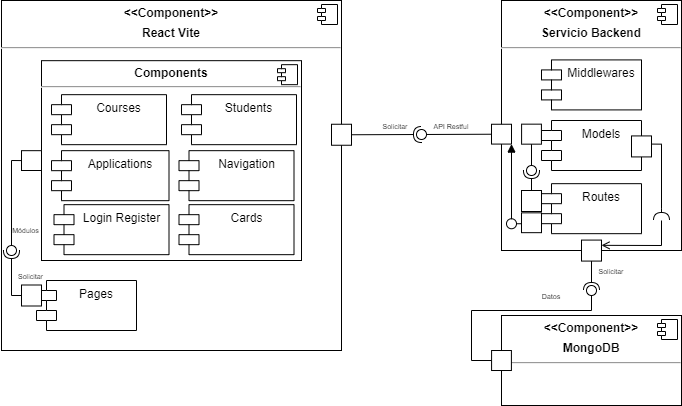 <<Component>>
React Vite
Components
Courses
Students
Applications
Navigation
Login Register
Cards
Módulos
Solicitar
Pages
Solicitar
API Restful
<<Component>>
Servicio Backend
Middlewares
Models
Routes
Solicitar
Datos
<<Component>>
MongoDB